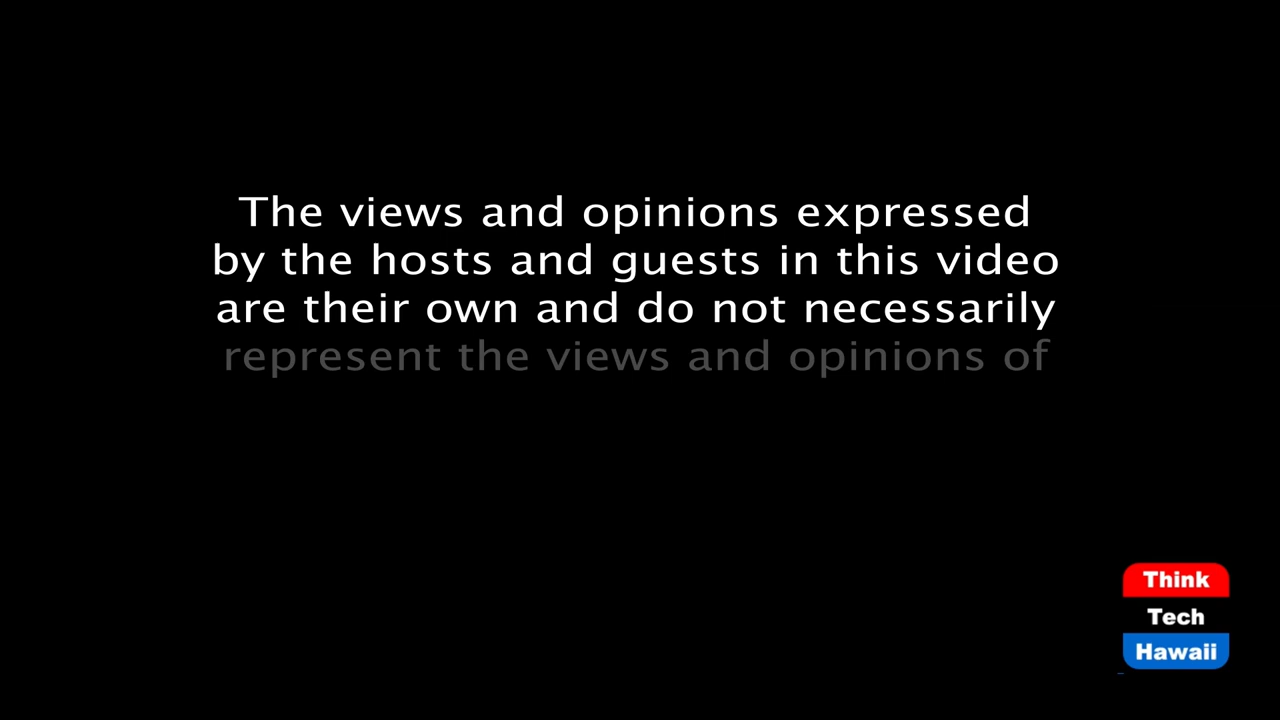 The views and opinions expressed
by the hosts and guests in this video
are their own and do not necessarily
represent the views and opinions of
Think
Tech
Hawaii